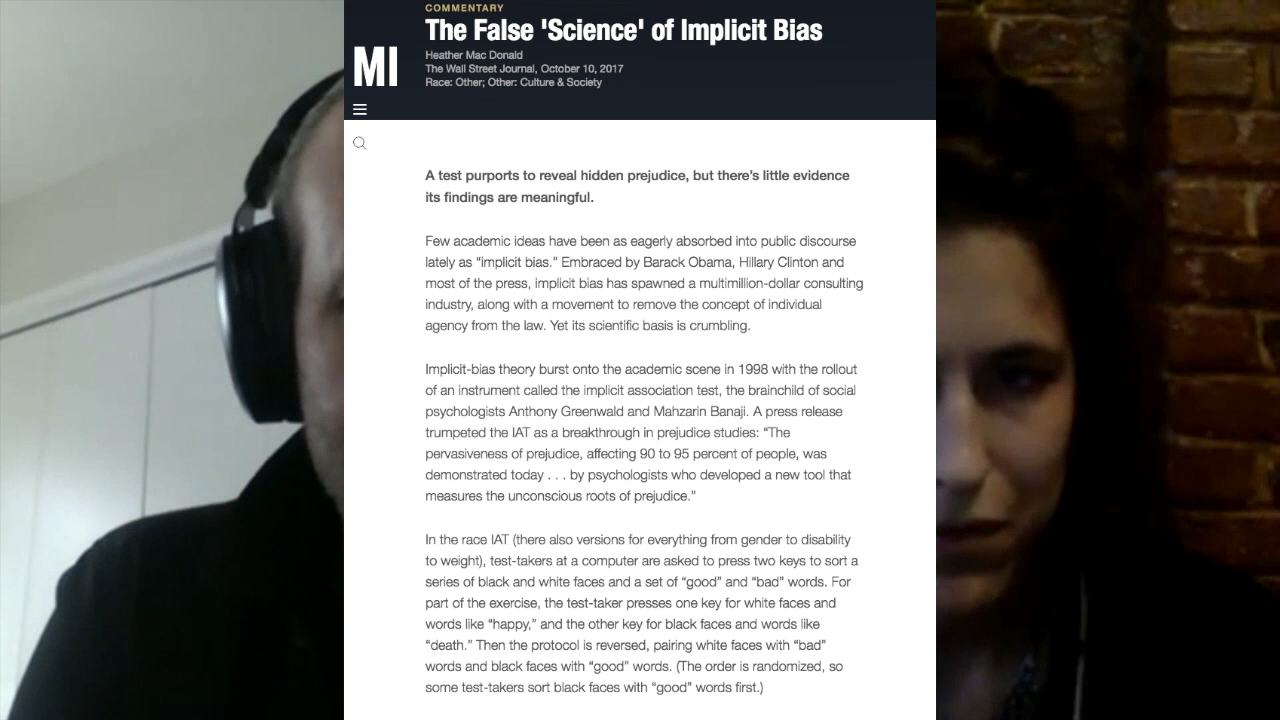 COMMENTARY
The False 'Science' of Implicit Bias
MI
Heather Mac Donald
The Wall Street Journal, October 10, 2017
Race: Other; Other: Culture & Society
A test purports to reveal hidden prejudice, but there’s little evidence
its findings are meaningful.
Few academic ideas have been as eagerly absorbed into public discourse
lately as “implicit bias.” Embraced by Barack Obama, Hillary Clinton and
most of the press, implicit bias has spawned a multimillion-dollar consulting
industry, along with a movement to remove the concept of individual
agency from the law. Yet its scientific basis is crumbling.
Implicit-bias theory burst onto the academic scene in 1998 with the rollout
of an instrument called the implicit association test, the brainchild of social
psychologists Anthony Greenwald and Mahzarin Banaji. A press release
trumpeted the IAT as a breakthrough in prejudice studies: “The
pervasiveness of prejudice, affecting 90 to 95 percent of people, was
demonstrated today . . . by psychologists who developed a new tool that
measures the unconscious roots of prejudice.”
In the race IAT (there also versions for everything from gender to disability
to weight), test-takers at a computer are asked to press two keys to sort a
series of black and white faces and a set of “good” and “bad” words. For
part of the exercise, the test-taker presses one key for white faces and
words like “happy,” and the other key for black faces and words like
“death.” Then the protocol is reversed, pairing white faces with “bad”
words and black faces with “good” words. (The order is randomized, so
some test-takers sort black faces with “good” words first.)